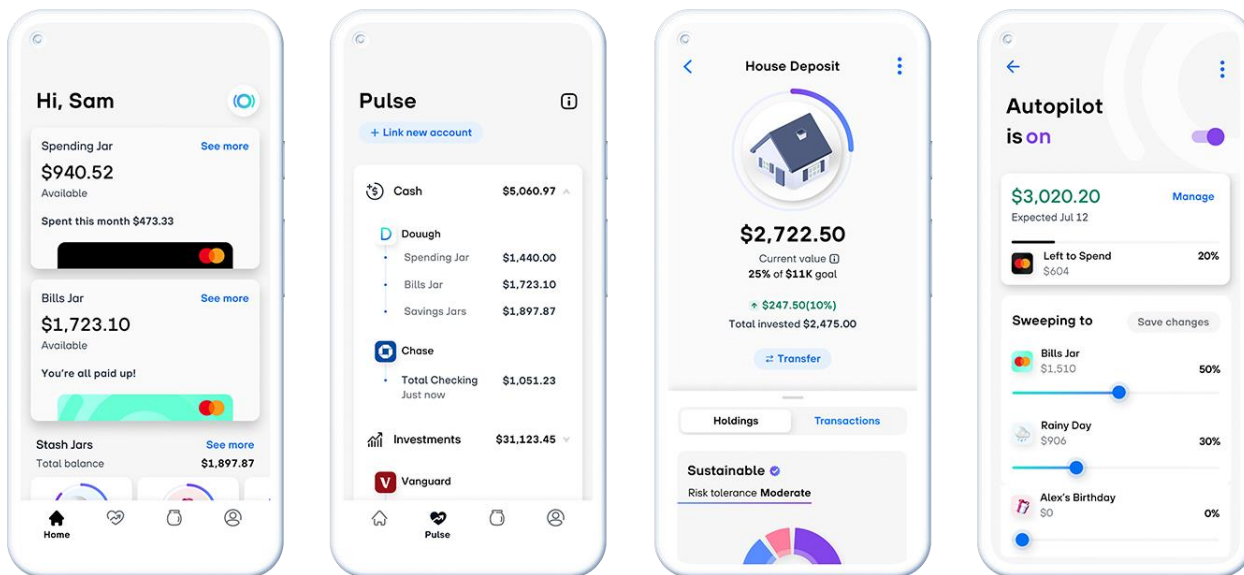 Hi, Sam
Spending Jar See more
$940.52
Available
Spent this month $473.33
Bills Jar See more
$1,723.10
Available
You're all paid up!
Stash Jars See more
Total balance $1,897.87
Home
Pulse
+ Link new account
Cash $5,060.97
Douugh
Spending Jar $1,440.00
Bills Jar $1,723.10
Savings Jars $1,897.87
Chase
Total Checking $1,051.23
Just now
Investments $31,123.45
V Vanguard
Pulse
House Deposit
$2,722.50
Current value
25% of $11K goal
$247.50(10%)
Total invested $2,475.00
Transfer
Holdings Transactions
Sustainable
Risk tolerance Moderate
Autopilot
is on
$3,020.20 Manage
Expected Jul 12
Left to Spend 20%
$604
Sweeping to Save changes
Bills Jar
$1,510 50%
Rainy Day
$906 30%
Alex's Birthday
$0 0%